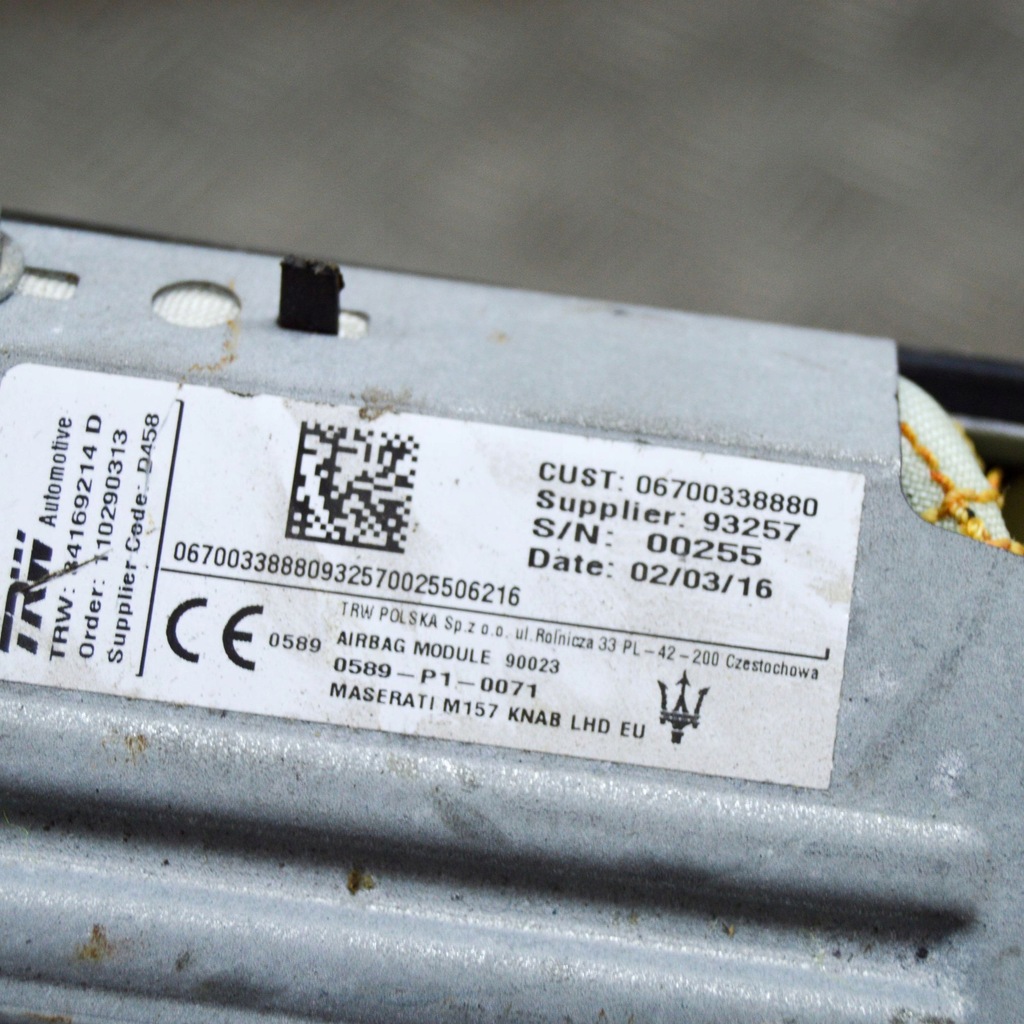 TRW Automotive
TRW: 34169214 D
Order: 110290313
Supplier Code: D458
CUST: 06700338880
Supplier: 93257
S/N: 00255
Date: 02/03/16
06700338880932570025506216
TRW POLSKA Sp.z o.o. ul.Rolnicza 33 PL-42-200 Czestochowa
CE 0589 AIRBAG MODULE 90023
0589-P1-0071
MASERATI M157 KNAB LHD EU